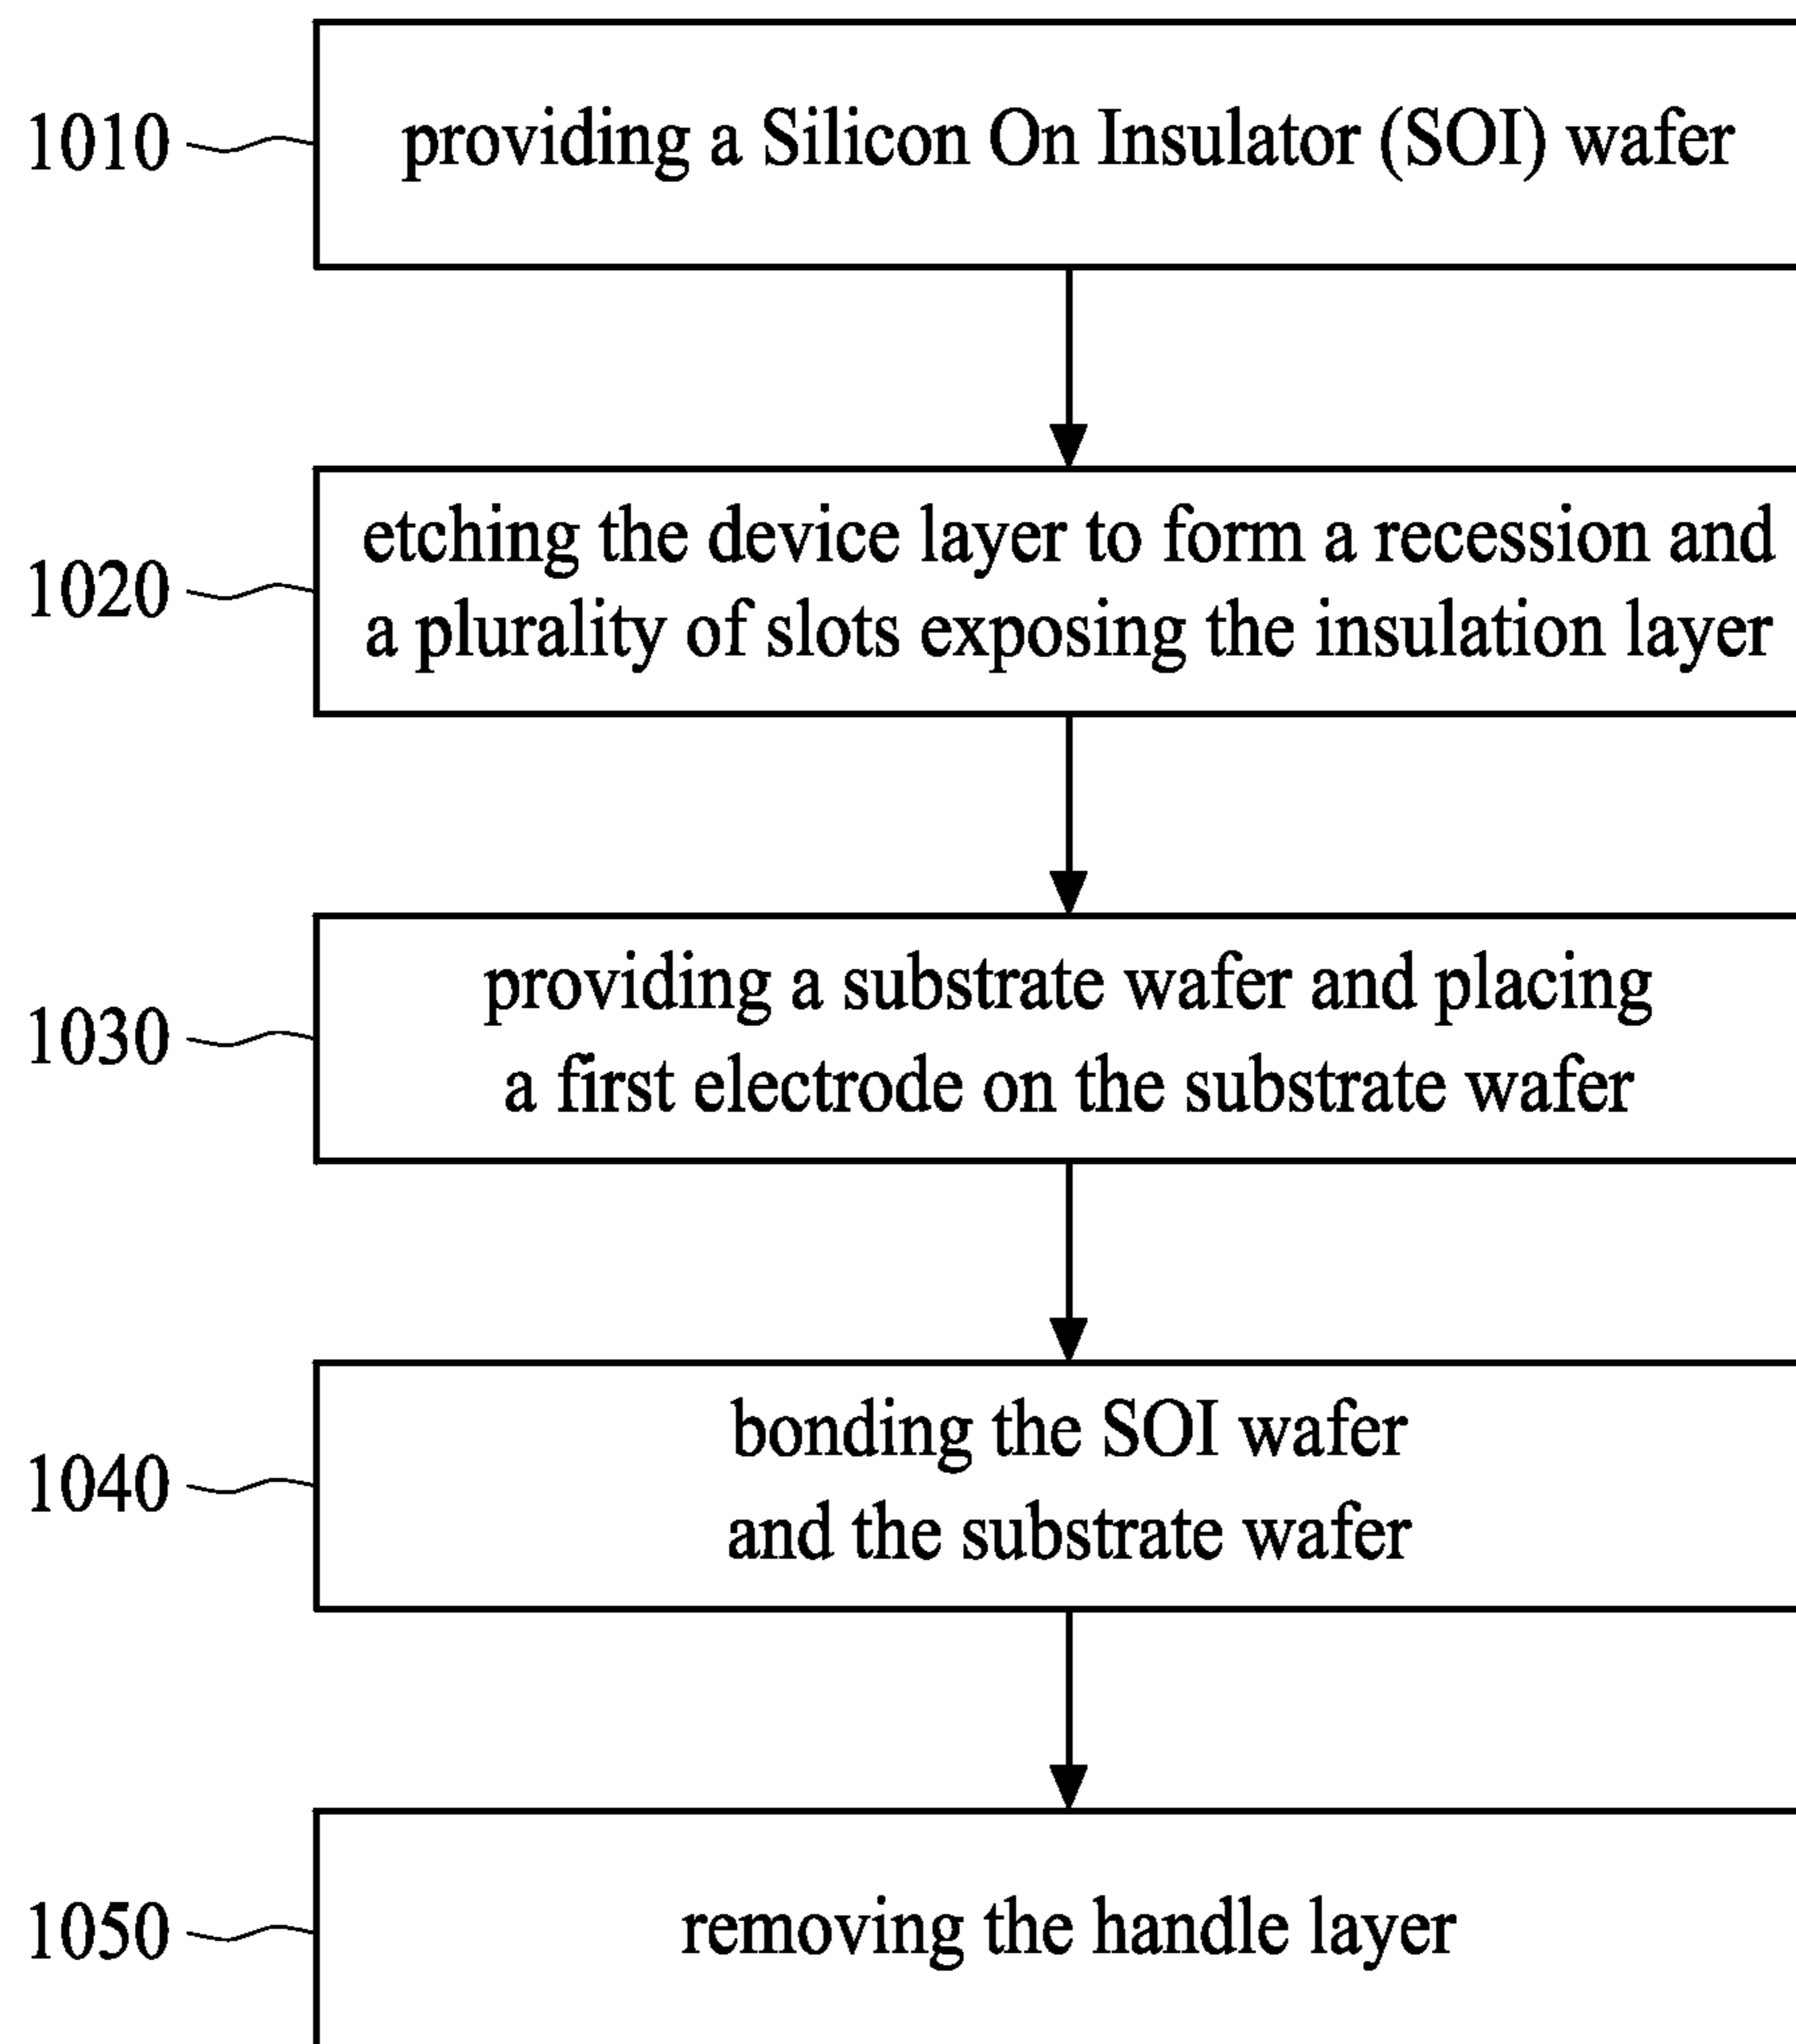 1010
providing a Silicon On Insulator (SOI) wafer
1020
etching the device layer to form a recession and
a plurality of slots exposing the insulation layer
1030
providing a substrate wafer and placing
a first electrode on the substrate wafer
1040
bonding the SOI wafer
and the substrate wafer
1050
removing the handle layer